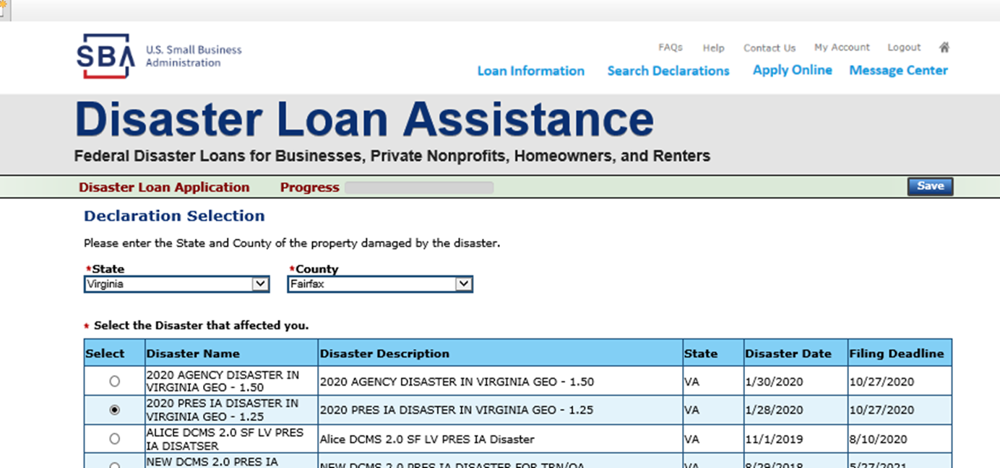 SBA U.S. Small Business
Administration
FAQs Help Contact Us My Account Logout
Loan Information Search Declarations Apply Online Message Center
Disaster Loan Assistance
Federal Disaster Loans for Businesses, Private Nonprofits, Homeowners, and Renters
Disaster Loan Application Progress Save
Declaration Selection
Please enter the State and County of the property damaged by the disaster.
*State *County
Virginia Fairfax
* Select the Disaster that affected you.
Select Disaster Name Disaster Description State Disaster Date Filing Deadline
2020 AGENCY DISASTER IN
VIRGINIA GEO - 1.50 2020 AGENCY DISASTER IN VIRGINIA GEO - 1.50 VA 1/30/2020 10/27/2020
2020 PRES IA DISASTER IN
VIRGINIA GEO - 1.25 2020 PRES IA DISASTER IN VIRGINIA GEO - 1.25 VA 1/28/2020 10/27/2020
ALICE DCMS 2.0 SF LV PRES
IA DISATSER Alice DCMS 2.0 SF LV PRES IA Disaster VA 11/1/2019 8/10/2020
NEW DCMS 2.0 PRES IA
NEW DCMS 2.0 PRES IA DISASTER FOR TRN/QA VA 8/29/2018 5/27/2021